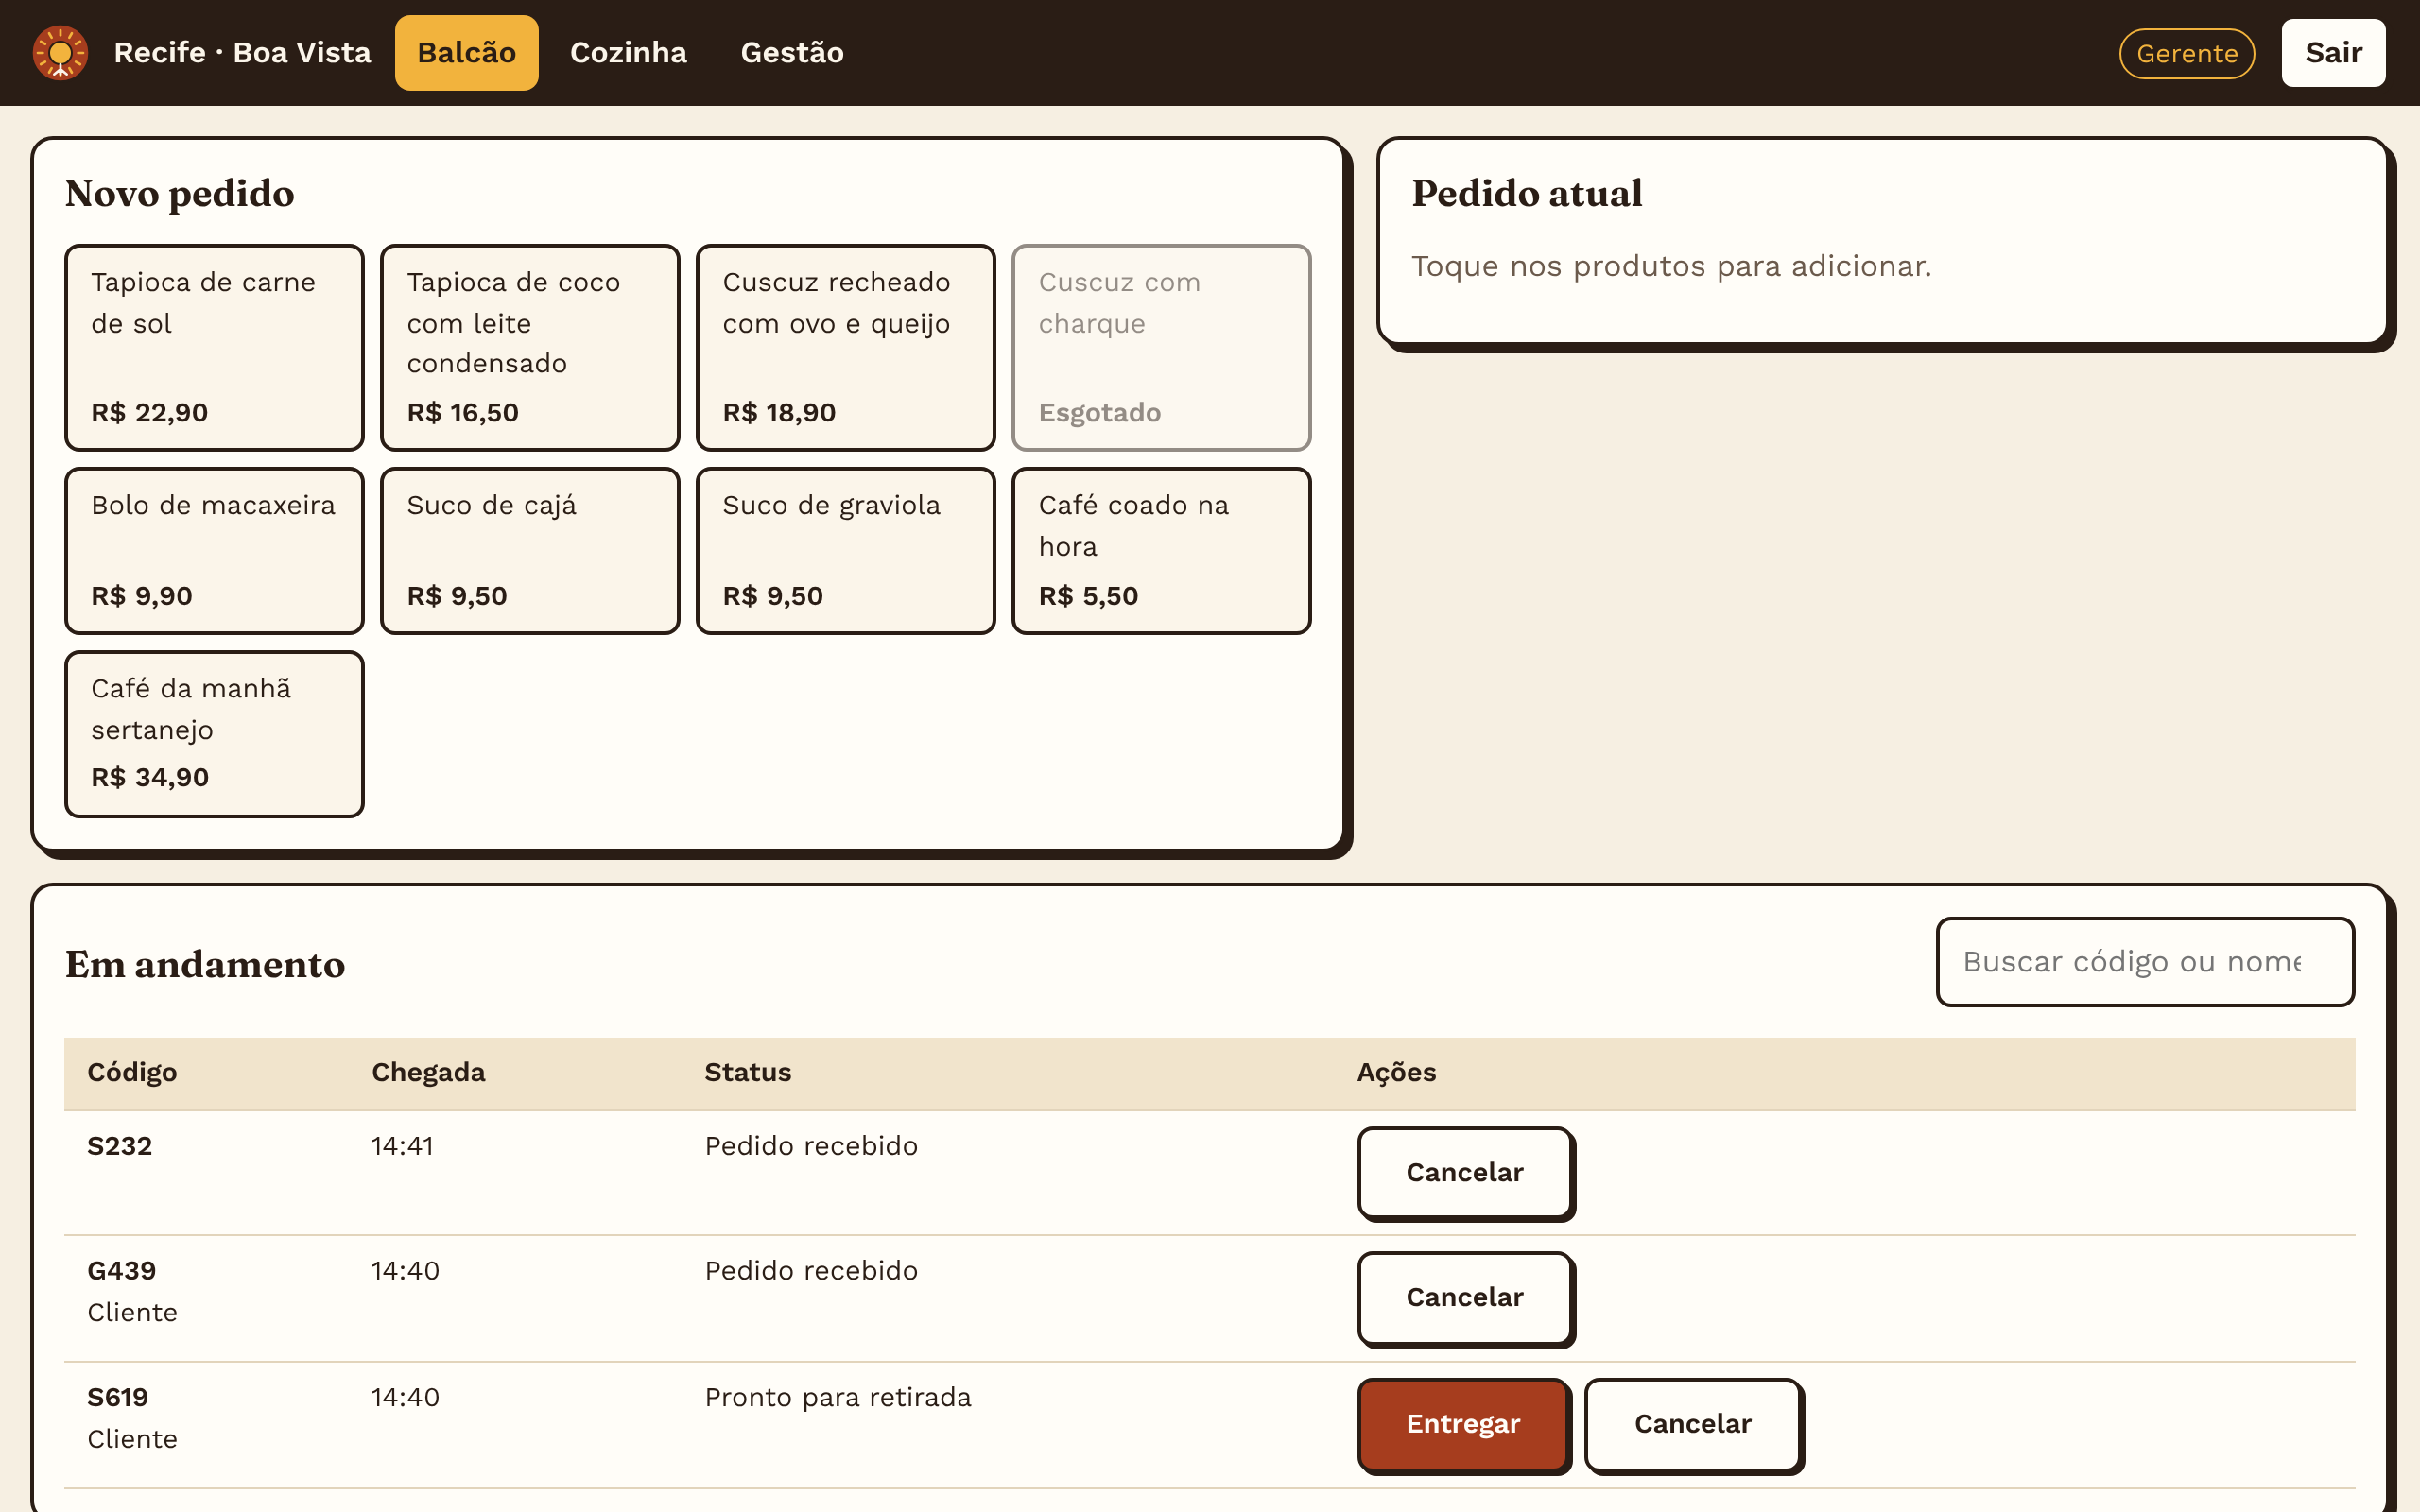 Recife · Boa Vista
Balcão
Cozinha
Gestão
Gerente
Sair
Novo pedido
Tapioca de carne
de sol
R$ 22,90
Tapioca de coco
com leite
condensado
R$ 16,50
Cuscuz recheado
com ovo e queijo
R$ 18,90
Cuscuz com
charque
Esgotado
Bolo de macaxeira
R$ 9,90
Suco de cajá
R$ 9,50
Suco de graviola
R$ 9,50
Café coado na
hora
R$ 5,50
Café da manhã
sertanejo
R$ 34,90
Pedido atual
Toque nos produtos para adicionar.
Em andamento
Buscar código ou nome
Código Chegada Status Ações
S232 14:41 Pedido recebido Cancelar
G439 14:40 Pedido recebido Cancelar
Cliente
S619 14:40 Pronto para retirada Entregar Cancelar
Cliente